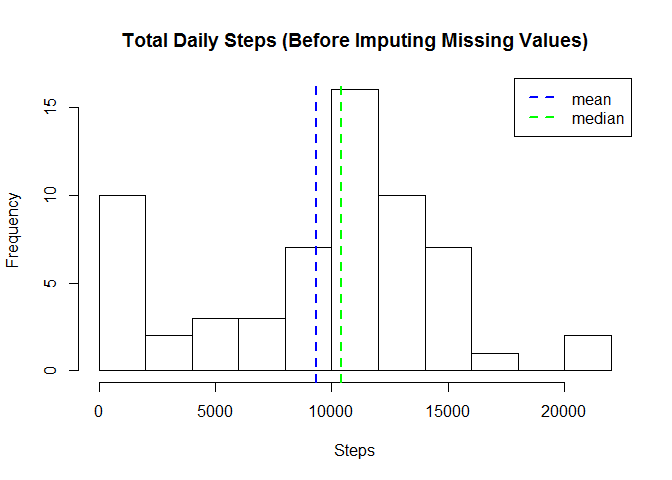 Total Daily Steps (Before Imputing Missing Values)
mean
median
Frequency
15
10
5
0
0 5000 10000 15000 20000
Steps